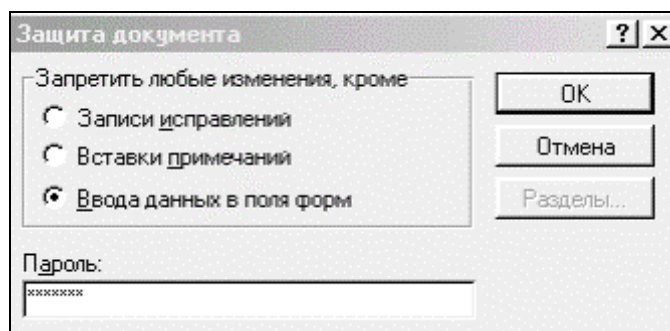 Защита документа
Запретить любые изменения, кроме
Записи исправлений
Вставки примечаний
Ввода данных в поля форм
OK
Отмена
Разделы...
Пароль:
*******